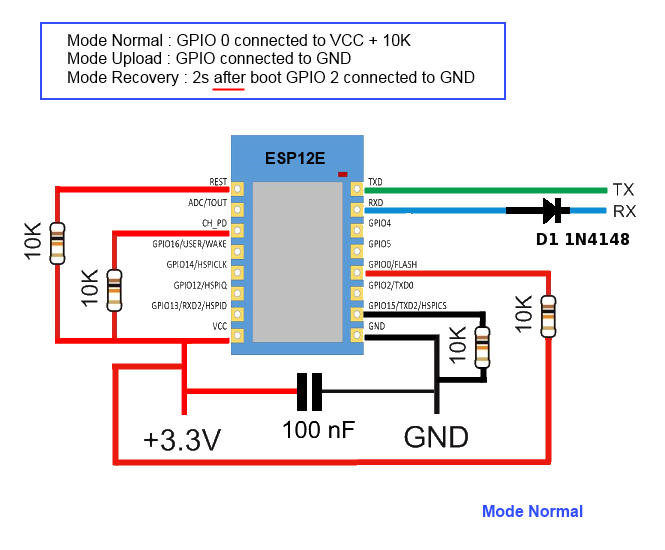 Mode Normal : GPIO 0 connected to VCC + 10K
Mode Upload : GPIO connected to GND
Mode Recovery : 2s after boot GPIO 2 connected to GND
ESP12E
REST
TXD
TX
ADC/TOUT
RXD
RX
CH_PD
GPIO4
D1 1N4148
GPIO16/USER/WAKE
GPIO5
10K
GPIO14/HSPICLK
GPIO0/FLASH
10K
GPIO12/HSPIQ
GPIO2/TXD0
GPIO13/RXD2/HSPID
GPIO15/TXD2/HSPICS
10K
VCC
GND
10K
100 nF
+3.3V
GND
Mode Normal